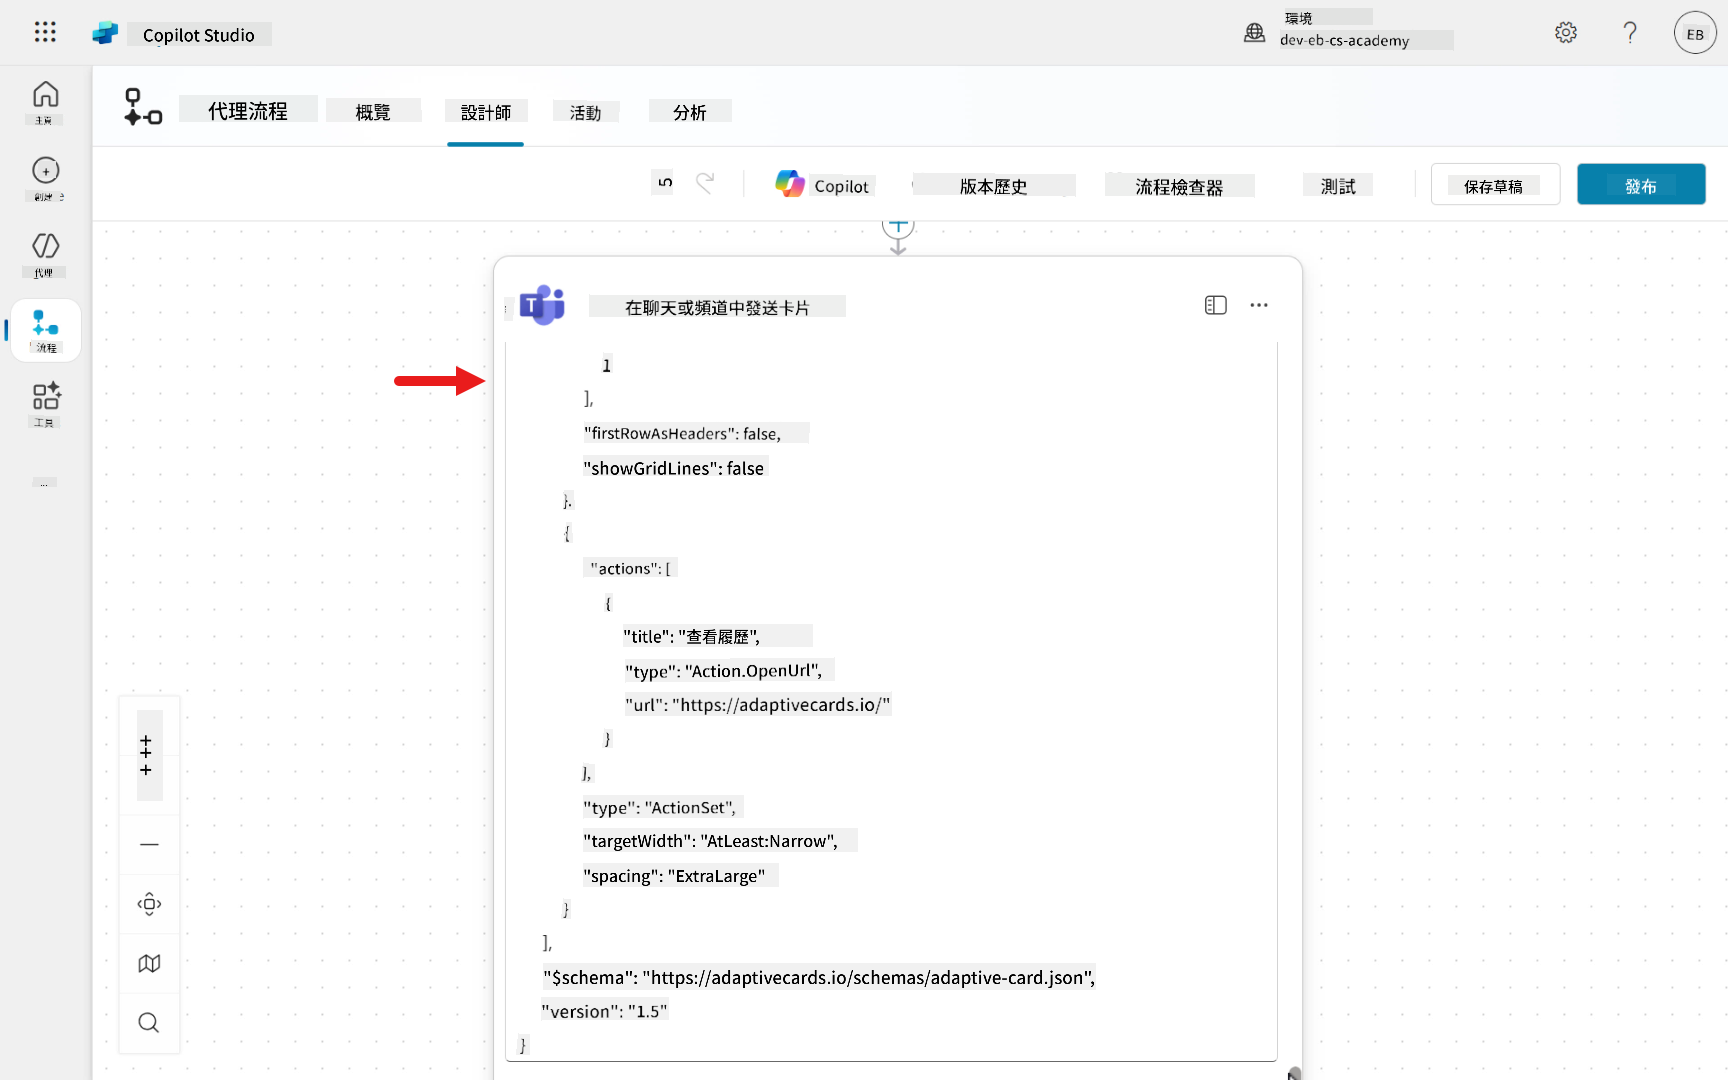 Copilot Studio
環境
dev-eb-cs-academy
EB
主頁
創建
代理
流程
工具
...
代理流程
概覽
設計師
活動
分析
Copilot
版本歷史
流程檢查器
測試
保存草稿
發布
在聊天或頻道中發送卡片
1
],
"firstRowAsHeaders": false,
"showGridLines": false
}.
{
"actions": [
{
"title": "查看履歷",
"type": "Action.OpenUrl",
"url": "https://adaptivecards.io/"
}
],
"type": "ActionSet",
"targetWidth": "AtLeast:Narrow",
"spacing": "ExtraLarge"
}
],
"$schema": "https://adaptivecards.io/schemas/adaptive-card.json",
"version": "1.5"
}